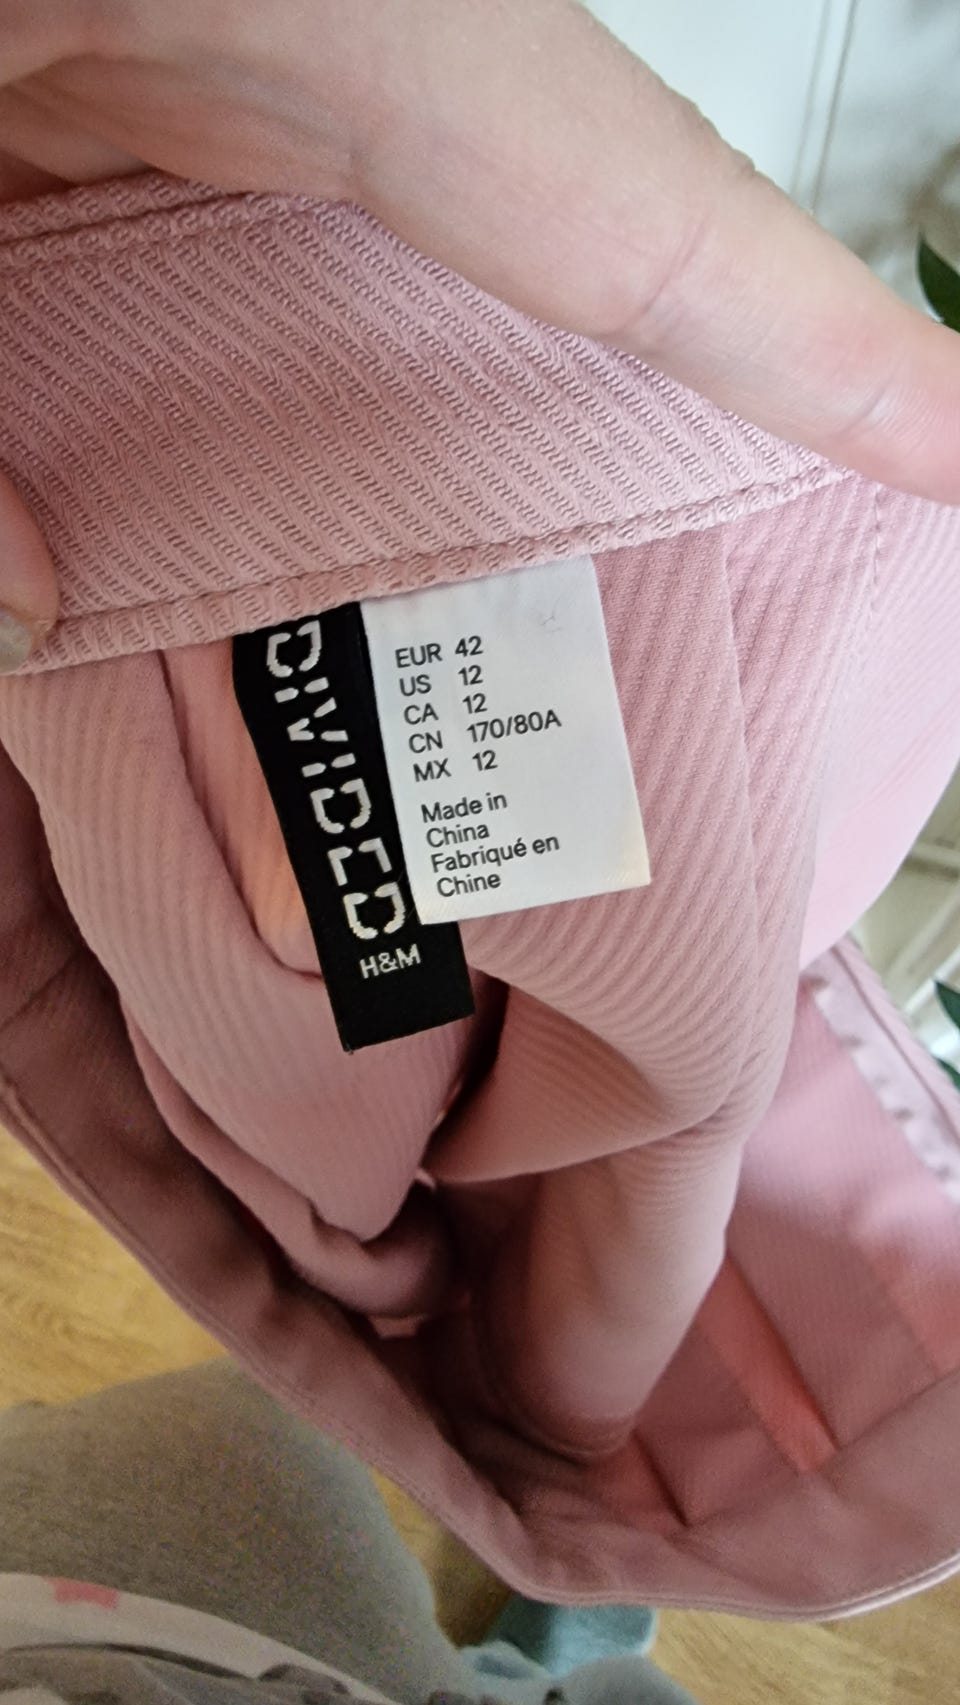 DIVIDED
H&M
EUR 42
US 12
CA 12
CN 170/80A
MX 12
Made in
China
Fabriqué en
Chine